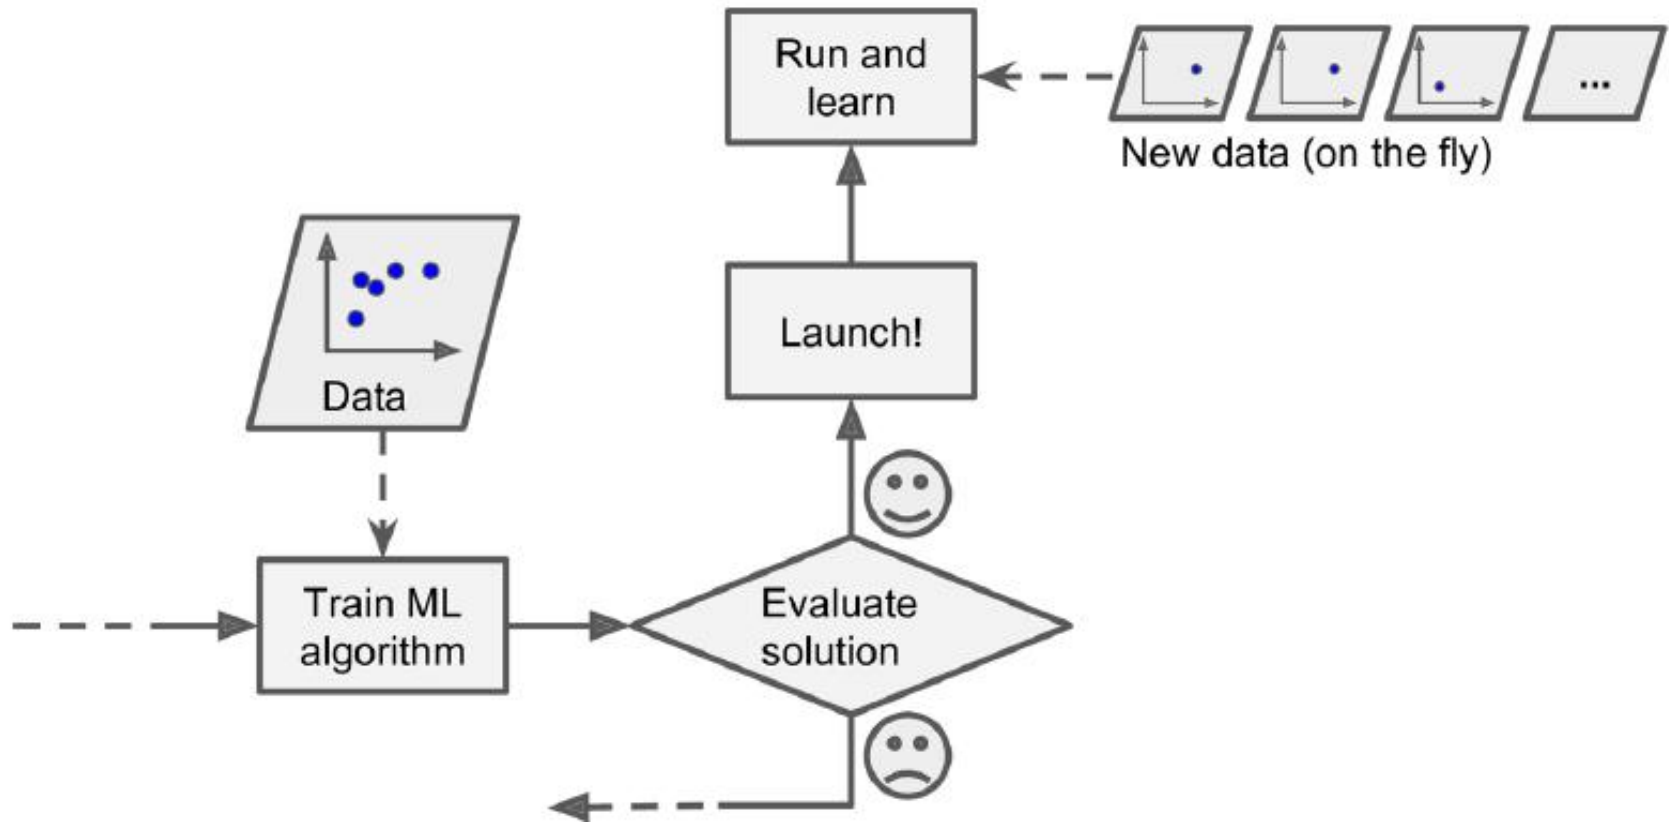 Run and
learn
...
New data (on the fly)
Launch!
Data
Train ML
algorithm
Evaluate
solution